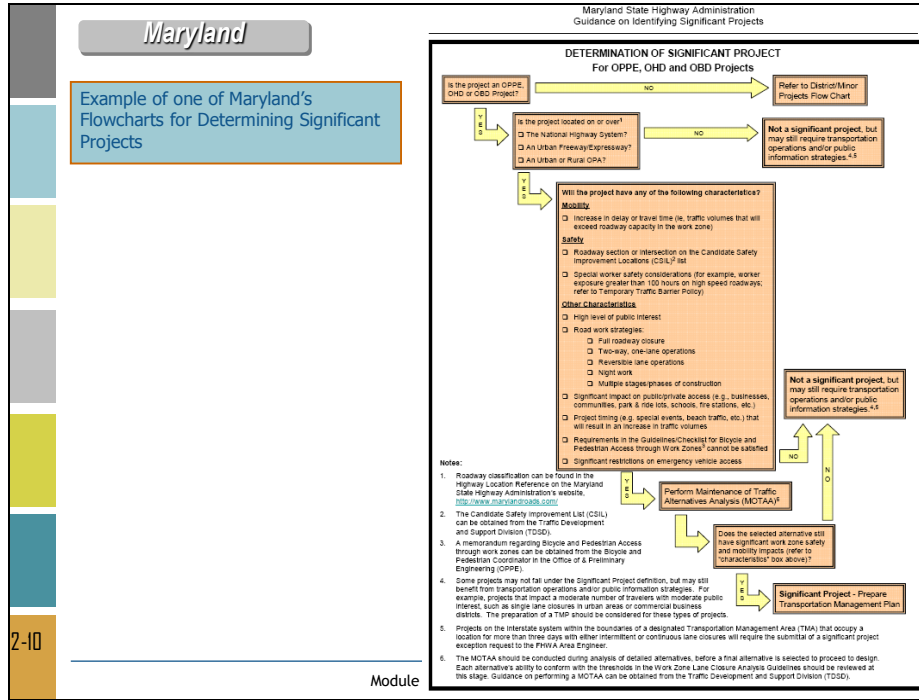 Maryland
Example of one of Maryland's
Flowcharts for Determining Significant
Projects
2-10
Module
Maryland State Highway Administration
Guidance on Identifying Significant Projects
DETERMINATION OF SIGNIFICANT PROJECT
For OPPE, OHD and OBD Projects
Is the project an OPPE,
OHD or OBD Project?
NO
Refer to District/Minor
Projects Flow Chart
YES
Is the project located on or over1
The National Highway System?
An Urban Freeway/Expressway?
An Urban or Rural OPA?
NO
Not a significant project, but
may still require transportation
operations and/or public
information strategies.4,5
YES
Will the project have any of the following characteristics?
Mobility
Increase in delay or travel time (ie, traffic volumes that will
exceed roadway capacity in the work zone)
Safety
Roadway section or intersection on the Candidate Safety
Improvement Locations (CSIL)2 list
Special worker safety considerations (for example, worker
exposure greater than 100 hours on high speed roadways;
refer to Temporary Traffic Barrier Policy)
Other Characteristics
High level of public interest
Road work strategies:
Full roadway closure
Two-way, one-lane operations
Reversible lane operations
Night work
Multiple stages/phases of construction
Significant impact on public/private access (e.g., businesses,
communities, park & ride lots, schools, fire stations, etc.)
Project timing (e.g. special events, beach traffic, etc.) that
will result in an increase in traffic volumes
Requirements in the Guidelines/Checklist for Bicycle and
Pedestrian Access through Work Zones3 cannot be satisfied
Significant restrictions on emergency vehicle access
NO
Not a significant project, but
may still require transportation
operations and/or public
information strategies.4,5
YES
Perform Maintenance of Traffic
Alternatives Analysis (MOTAA)6
Does the selected alternative still
have significant work zone safety
and mobility impacts (refer to
"characteristics" box above)?
NO
YES
Significant Project - Prepare
Transportation Management Plan
Notes:
1. Roadway classification can be found in the
Highway Location Reference on the Maryland
State Highway Administration's website,
http://www.marylandroads.com/
2. The Candidate Safety Improvement List (CSIL)
can be obtained from the Traffic Development
and Support Division (TDSD).
3. A memorandum regarding Bicycle and Pedestrian Access
through work zones can be obtained from the Bicycle and
Pedestrian Coordinator in the Office of & Preliminary
Engineering (OPPE).
4. Some projects may not fall under the Significant Project definition, but may still
benefit from transportation operations and/or public information strategies. For
example, projects that impact a moderate number of travelers with moderate public
interest, such as single lane closures in urban areas or commercial business
districts. The preparation of a TMP should be considered for these types of projects.
5. Projects on the Interstate system within the boundaries of a designated Transportation Management Area (TMA) that occupy a
location for more than three days with either intermittent or continuous lane closures will require the submittal of a significant project
exception request to the FHWA Area Engineer.
6. The MOTAA should be conducted during analysis of detailed alternatives, before a final alternative is selected to proceed to design.
Each alternative's ability to conform with the thresholds in the Work Zone Lane Closure Analysis Guidelines should be reviewed at
this stage. Guidance on performing a MOTAA can be obtained from the Traffic Development and Support Division (TDSD).